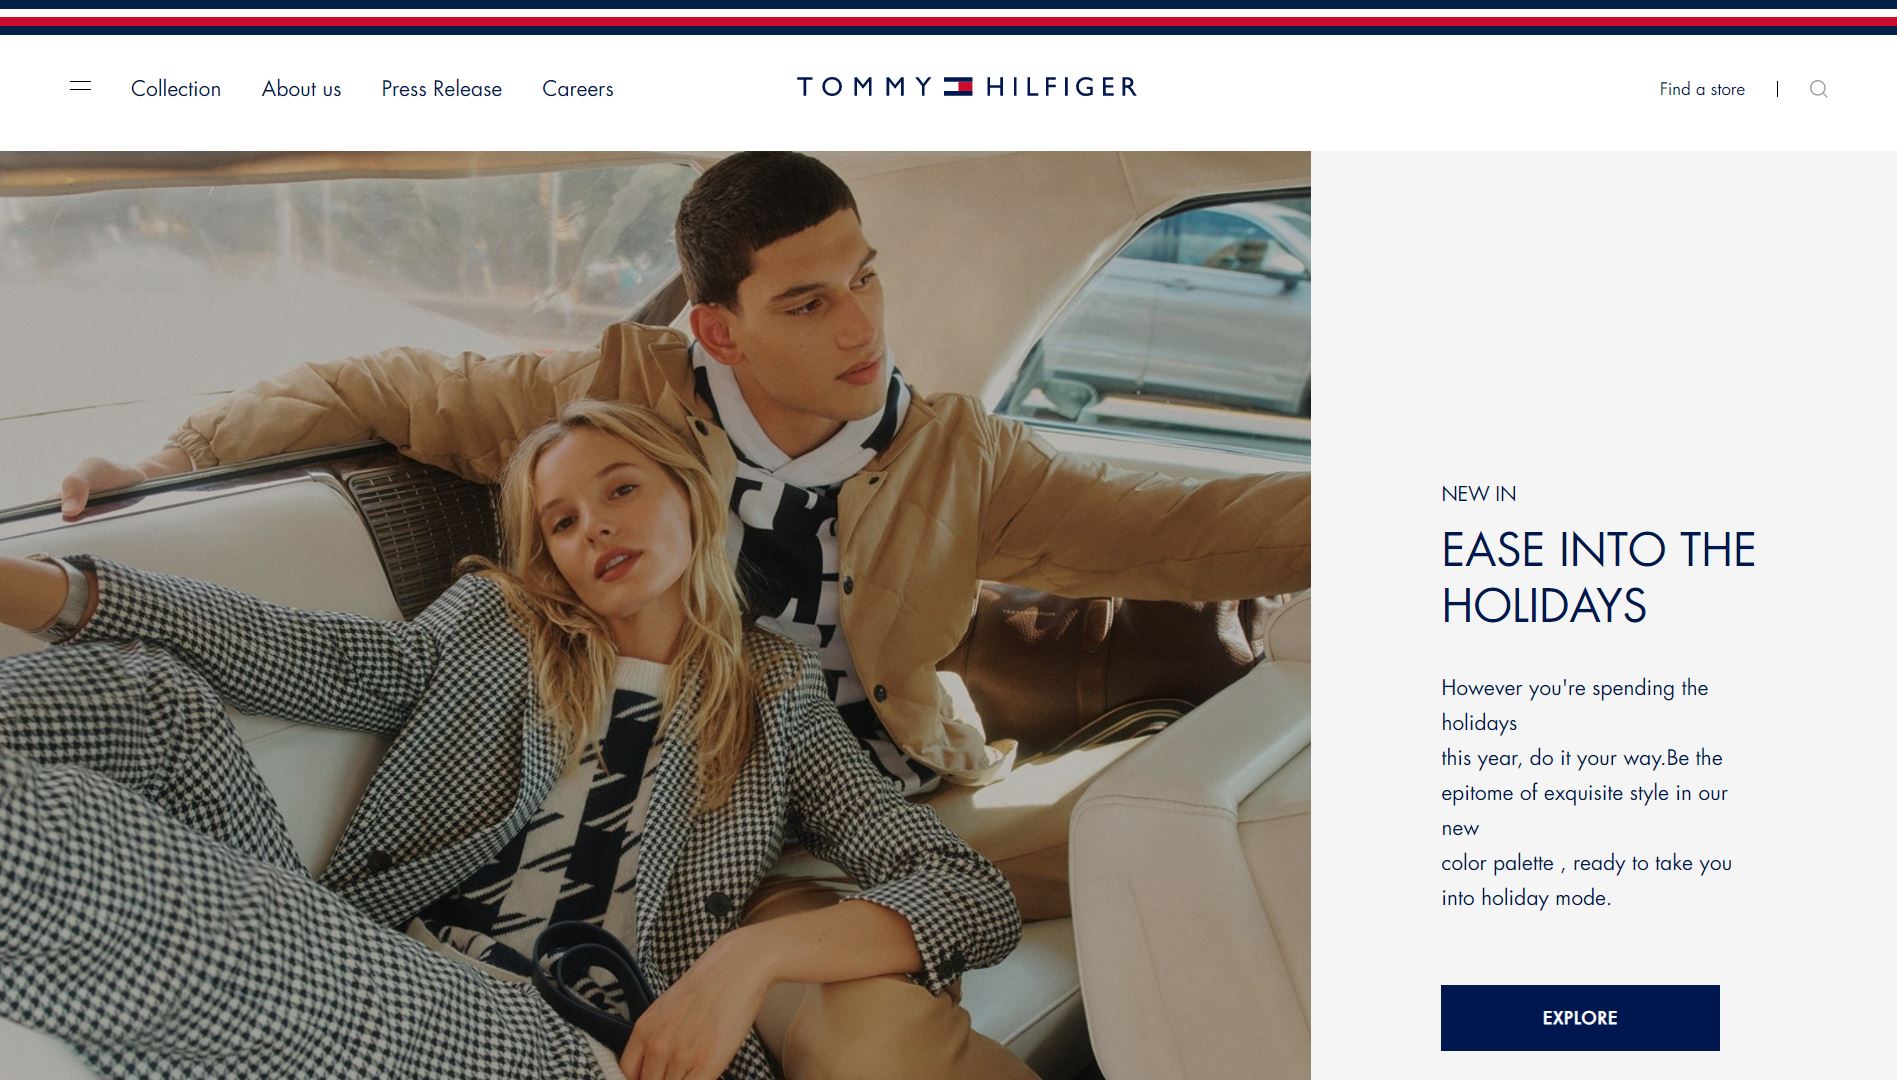 Collection About us Press Release Careers
TOMMY HILFIGER
Find a store
NEW IN
EASE INTO THE
HOLIDAYS
However you're spending the
holidays
this year, do it your way.Be the
epitome of exquisite style in our
new
color palette , ready to take you
into holiday mode.
EXPLORE
TOMMY HILFIGER